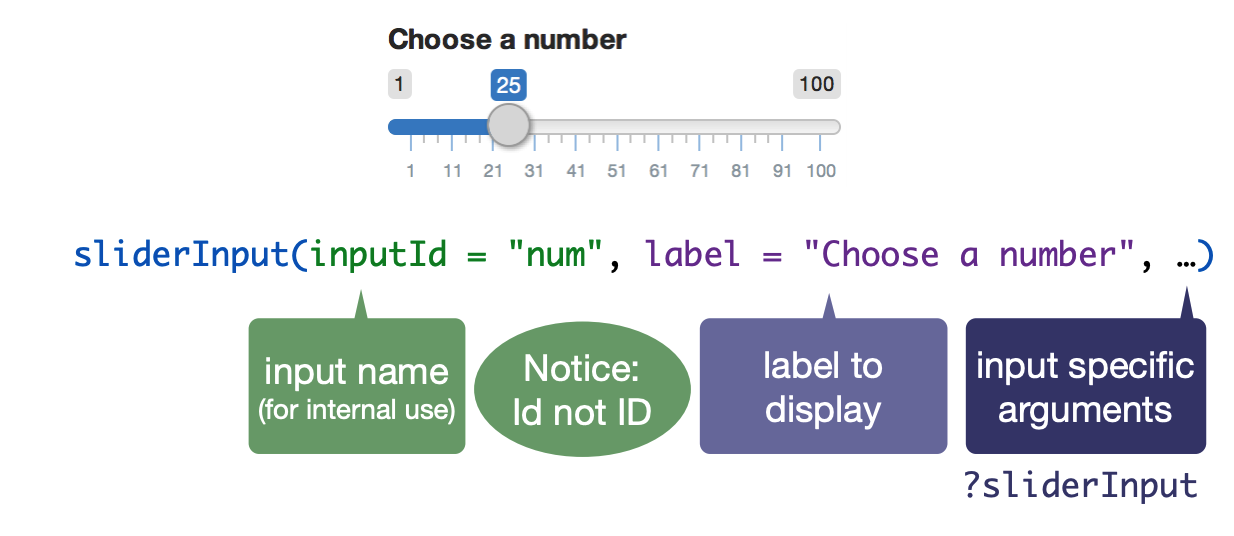 Choose a number
1 25 100
1 11 21 31 41 51 61 71 81 91 100
sliderInput(inputId = "num", label = "Choose a number", …)
input name
(for internal use)
Notice:
Id not ID
label to
display
input specific
arguments
?sliderInput